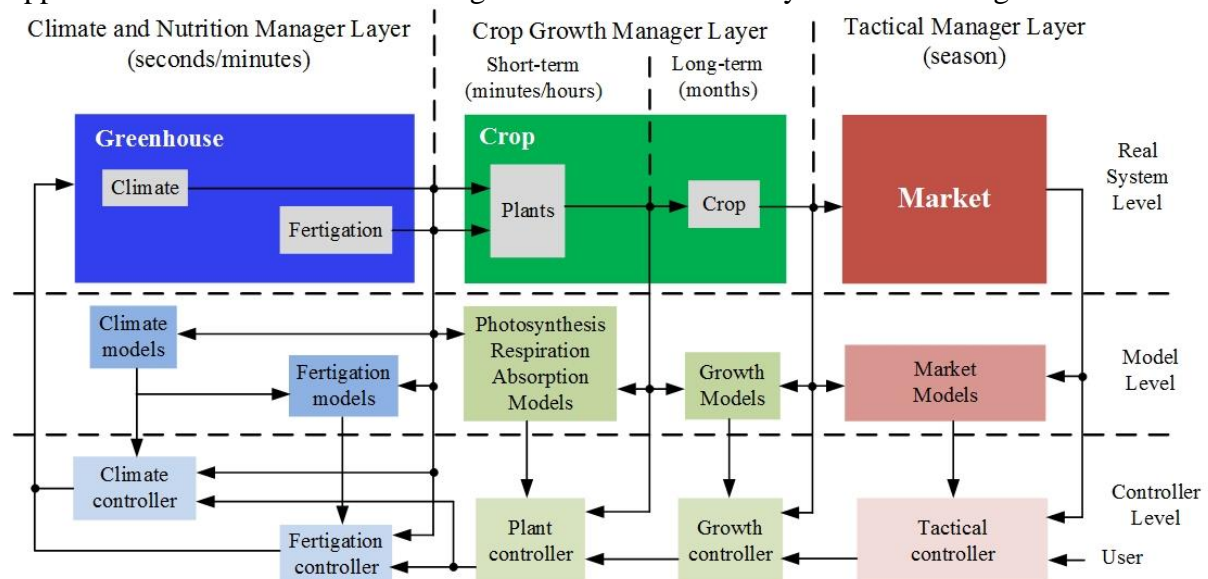 Climate and Nutrition Manager Layer
(seconds/minutes)
Crop Growth Manager Layer
Short-term
(minutes/hours)
Long-term
(months)
Tactical Manager Layer
(season)
Greenhouse
Climate
Fertigation
Crop
Plants
Crop
Market
Real
System
Level
Climate
models
Fertigation
models
Photosynthesis
Respiration
Absorption
Models
Growth
Models
Market
Models
Model
Level
Climate
controller
Fertigation
controller
Plant
controller
Growth
controller
Tactical
controller
Controller
Level
User